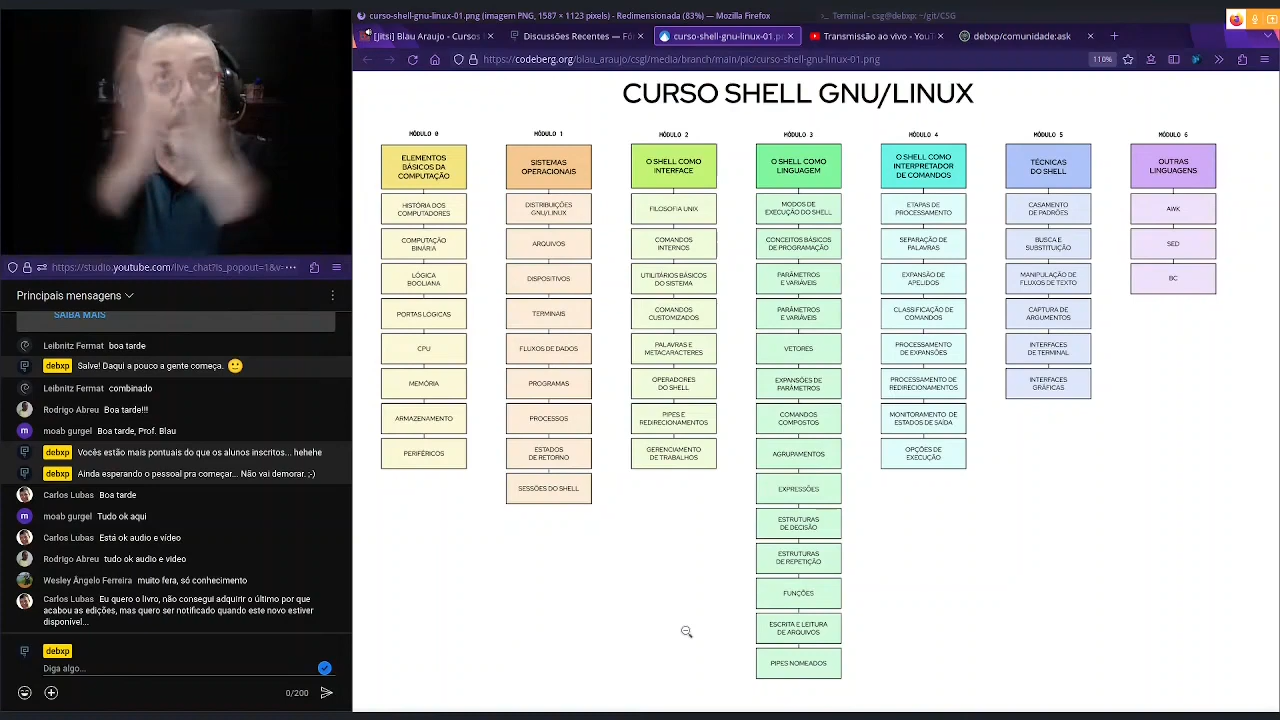 curso-shell-gnu-linux-01.png (imagem PNG, 1587 × 1123 pixels) - Redimensionada (83%) — Mozilla Firefox
Terminal - csg@debxp: ~/git/CSG
[Jitsi] Blau Araujo - Cursos
Discussões Recentes — Fó
curso-shell-gnu-linux-01.p
Transmissão ao vivo - YouT
debxp/comunidade:ask
https://codeberg.org/blau_araujo/csgl/media/branch/main/pic/curso-shell-gnu-linux-01.png
110%
CURSO SHELL GNU/LINUX
MÓDULO 0
ELEMENTOS
BÁSICOS DA
COMPUTAÇÃO
HISTÓRIA DOS
COMPUTADORES
COMPUTAÇÃO
BINÁRIA
LÓGICA
BOOLIANA
PORTAS LÓGICAS
CPU
MEMÓRIA
ARMAZENAMENTO
PERIFÉRICOS
MÓDULO 1
SISTEMAS
OPERACIONAIS
DISTRIBUIÇÕES
GNU/LINUX
ARQUIVOS
DISPOSITIVOS
TERMINAIS
FLUXOS DE DADOS
PROGRAMAS
PROCESSOS
ESTADOS
DE RETORNO
SESSÕES DO SHELL
MÓDULO 2
O SHELL COMO
INTERFACE
FILOSOFIA UNIX
COMANDOS
INTERNOS
UTILITÁRIOS BÁSICOS
DO SISTEMA
COMANDOS
CUSTOMIZADOS
PALAVRAS E
METACARACTERES
OPERADORES
DO SHELL
PIPES E
REDIRECIONAMENTOS
GERENCIAMENTO
DE TRABALHOS
MÓDULO 3
O SHELL COMO
LINGUAGEM
MODOS DE
EXECUÇÃO DO SHELL
CONCEITOS BÁSICOS
DE PROGRAMAÇÃO
PARÂMETROS
E VARIÁVEIS
PARÂMETROS
E VARIÁVEIS
VETORES
EXPANSÕES DE
PARÂMETROS
COMANDOS
COMPOSTOS
AGRUPAMENTOS
EXPRESSÕES
ESTRUTURAS
DE DECISÃO
ESTRUTURAS
DE REPETIÇÃO
FUNÇÕES
ESCRITA E LEITURA
DE ARQUIVOS
PIPES NOMEADOS
MÓDULO 4
O SHELL COMO
INTERPRETADOR
DE COMANDOS
ETAPAS DE
PROCESSAMENTO
SEPARAÇÃO DE
PALAVRAS
EXPANSÃO DE
APELIDOS
CLASSIFICAÇÃO DE
COMANDOS
PROCESSAMENTO
DE EXPANSÕES
PROCESSAMENTO DE
REDIRECIONAMENTOS
MONITORAMENTO DE
ESTADOS DE SAÍDA
OPÇÕES DE
EXECUÇÃO
MÓDULO 5
TÉCNICAS
DO SHELL
CASAMENTO
DE PADRÕES
BUSCA E
SUBSTITUIÇÃO
MANIPULAÇÃO DE
FLUXOS DE TEXTO
CAPTURA DE
ARGUMENTOS
INTERFACES
DE TERMINAL
INTERFACES
GRÁFICAS
MÓDULO 6
OUTRAS
LINGUAGENS
AWK
SED
BC
https://studio.youtube.com/live_chat?is_popout=1&v=
Principais mensagens
SAIBA MAIS
Leibnitz Fermat boa tarde
debxp Salve! Daqui a pouco a gente começa. 🙂
Leibnitz Fermat combinado
Rodrigo Abreu Boa tarde!!!
moab gurgel Boa tarde, Prof. Blau
debxp Vocês estão mais pontuais do que os alunos inscritos... hehehe
debxp Ainda esperando o pessoal pra começar... Não vai demorar. ;-)
Carlos Lubas Boa tarde
moab gurgel Tudo ok aqui
Carlos Lubas Está ok audio e vídeo
Rodrigo Abreu tudo ok audio e video
Wesley Ângelo Ferreira muito fera, só conhecimento
Carlos Lubas Eu quero o livro, não consegui adquirir o último por que
acabou as edições, mas quero ser notificado quando este novo estiver
disponível...
debxp
Diga algo...
0/200